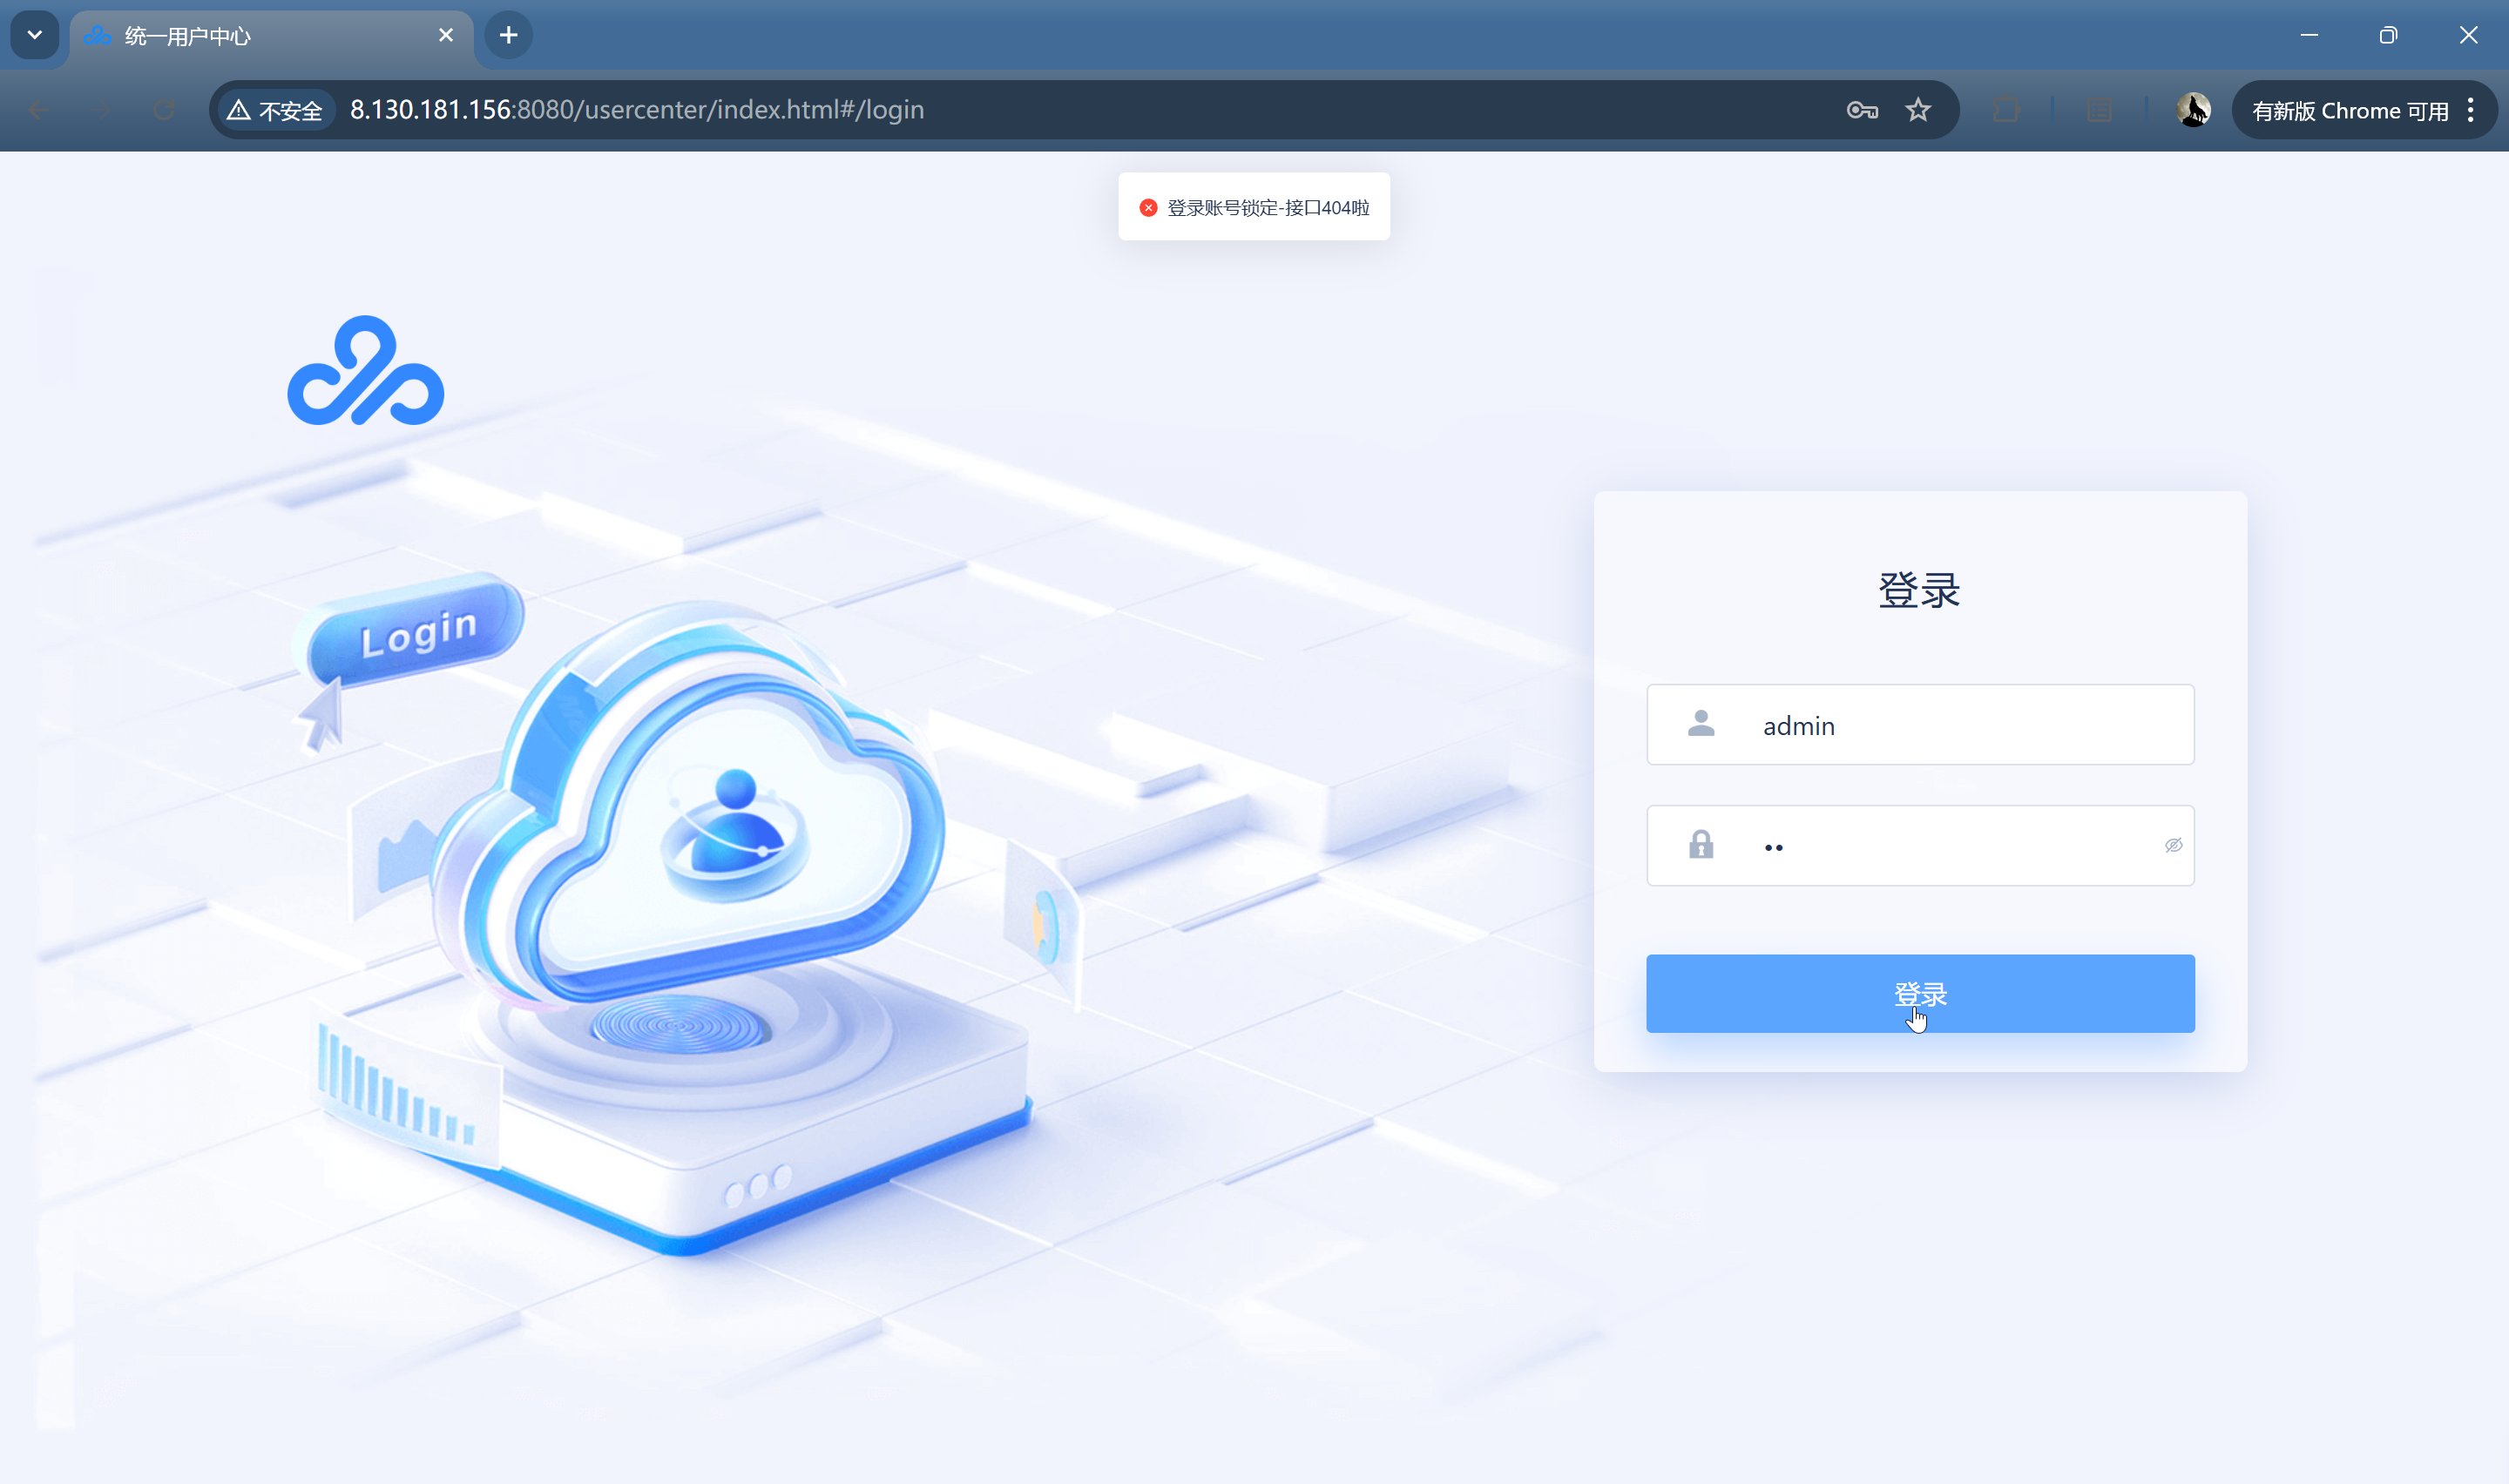 统一用户中心
不安全
8.130.181.156:8080/usercenter/index.html#/login
有新版 Chrome 可用
登录账号锁定-接口404啦
Login
登录
admin
••
登录